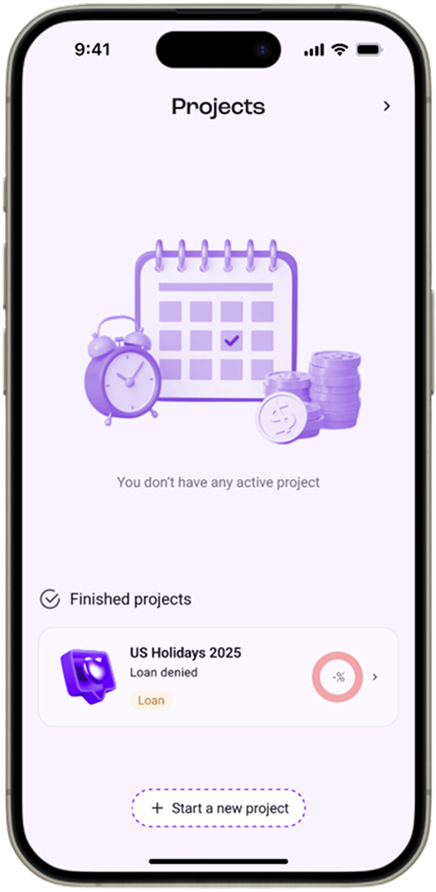 9:41
Projects
You don't have any active project
Finished projects
US Holidays 2025
Loan denied
Loan
-%
+ Start a new project